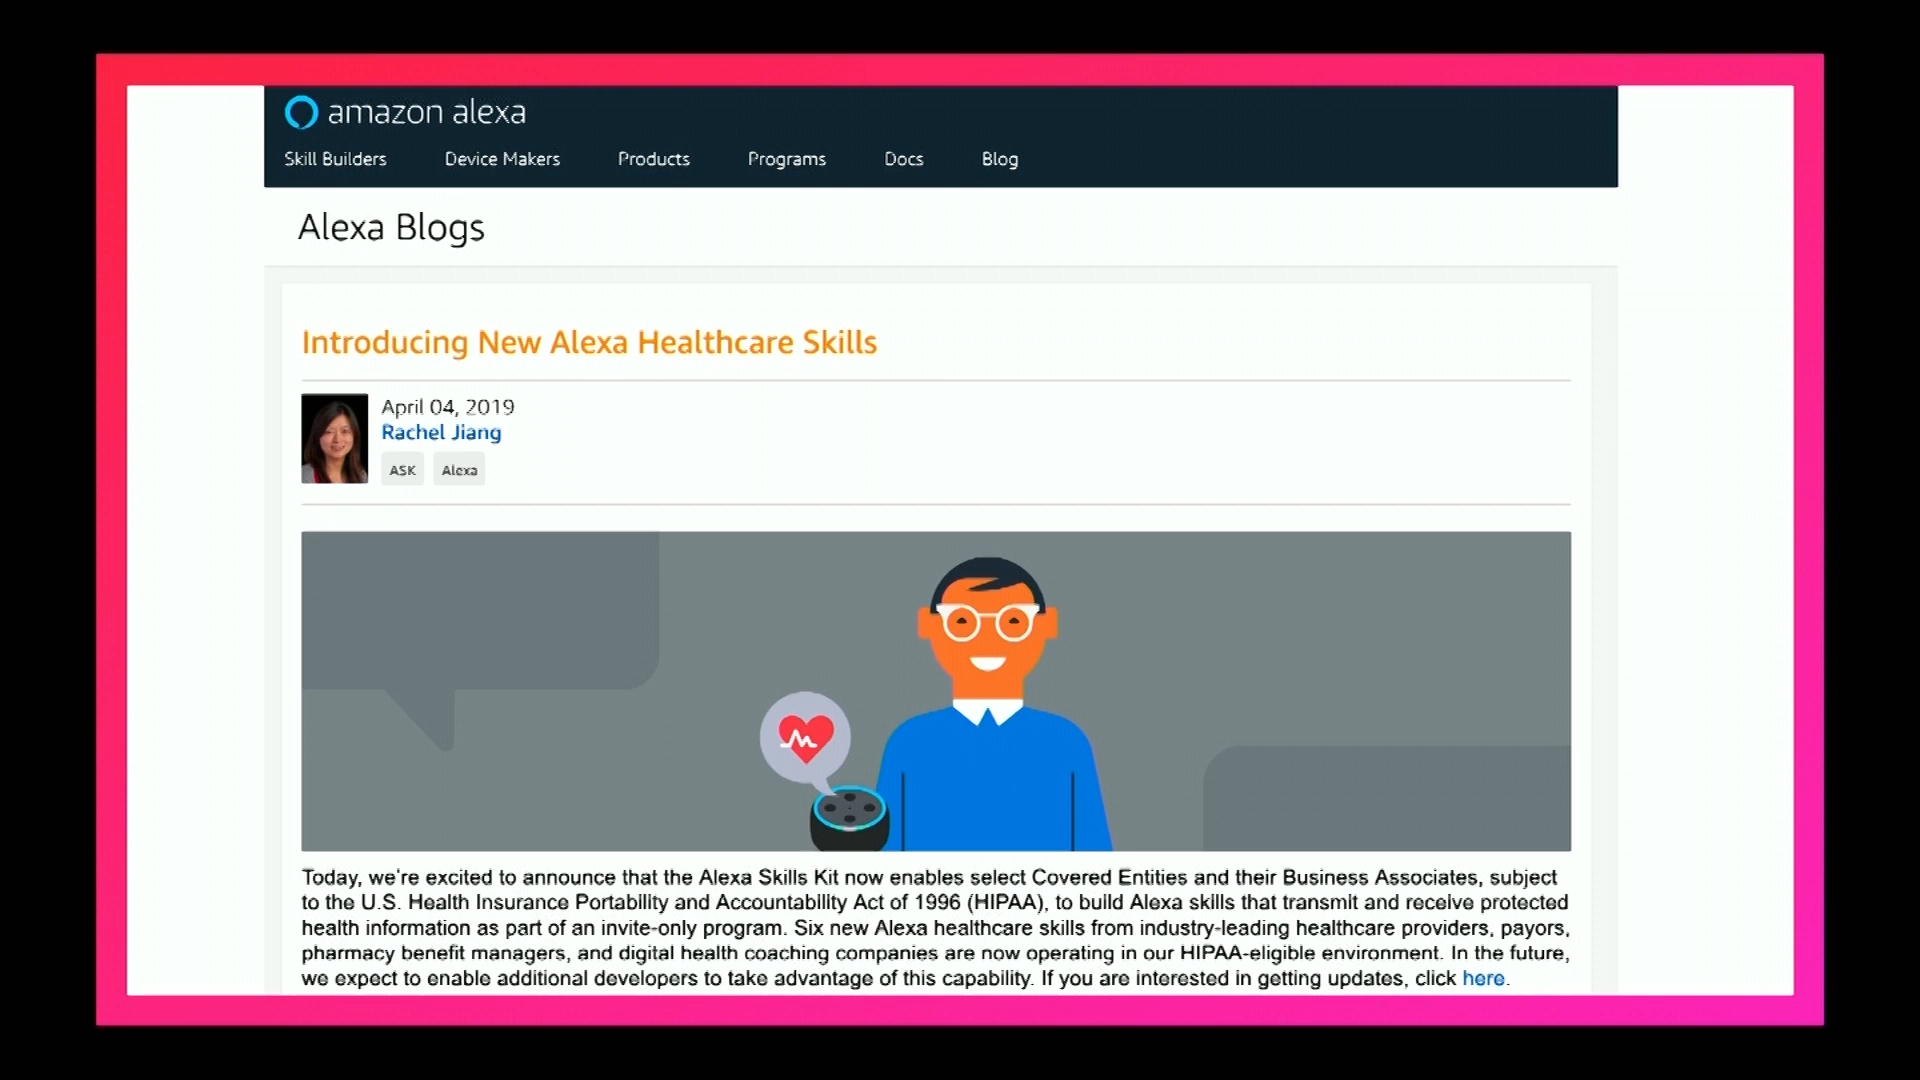 amazon alexa
Skill Builders Device Makers Products Programs Docs Blog
Alexa Blogs
Introducing New Alexa Healthcare Skills
April 04, 2019
Rachel Jiang
ASK Alexa
Today, we're excited to announce that the Alexa Skills Kit now enables select Covered Entities and their Business Associates, subject
to the U.S. Health Insurance Portability and Accountability Act of 1996 (HIPAA), to build Alexa skills that transmit and receive protected
health information as part of an invite-only program. Six new Alexa healthcare skills from industry-leading healthcare providers, payors,
pharmacy benefit managers, and digital health coaching companies are now operating in our HIPAA-eligible environment. In the future,
we expect to enable additional developers to take advantage of this capability. If you are interested in getting updates, click here.